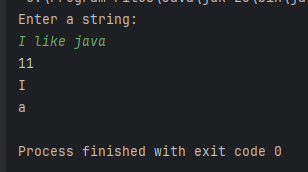 Enter a string:
I like java
11
I
a
Process finished with exit code 0